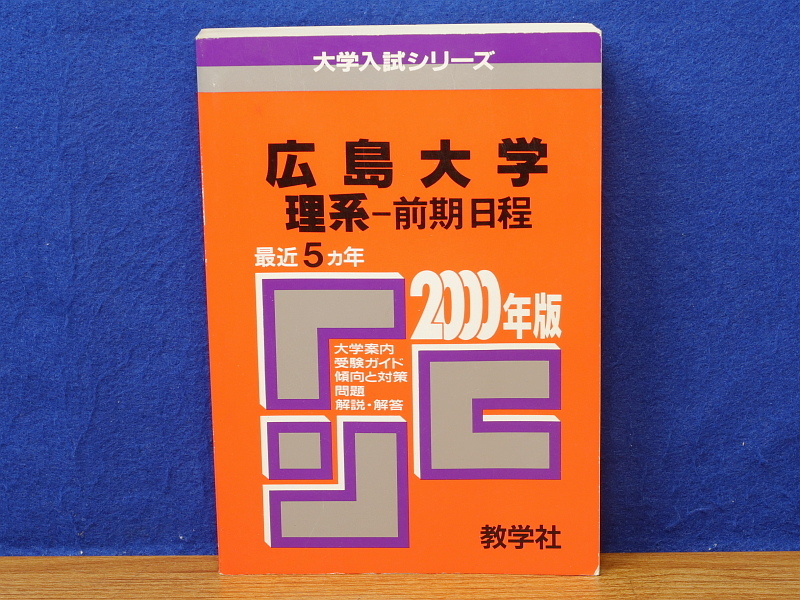 大学入試シリーズ
広島大学
理系－前期日程
最近5ヵ年
2000年版
大学案内
受験ガイド
傾向と対策
問題
解説・解答
教学社